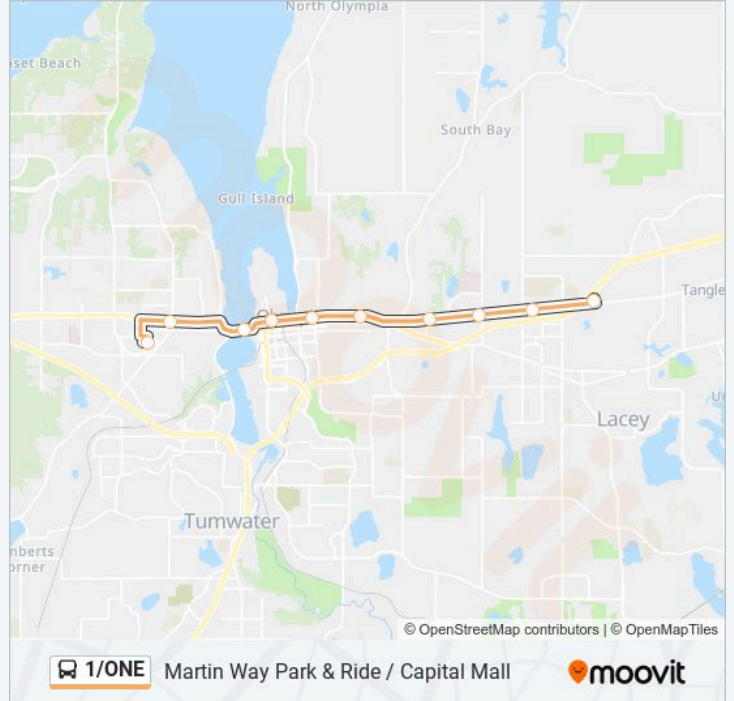 North Olympia
nset Beach
South Bay
Gull Island
Tangle
Lacey
Tumwater
mberts
orner
© OpenStreetMap contributors | © OpenMapTiles
1/ONE Martin Way Park & Ride / Capital Mall moovit